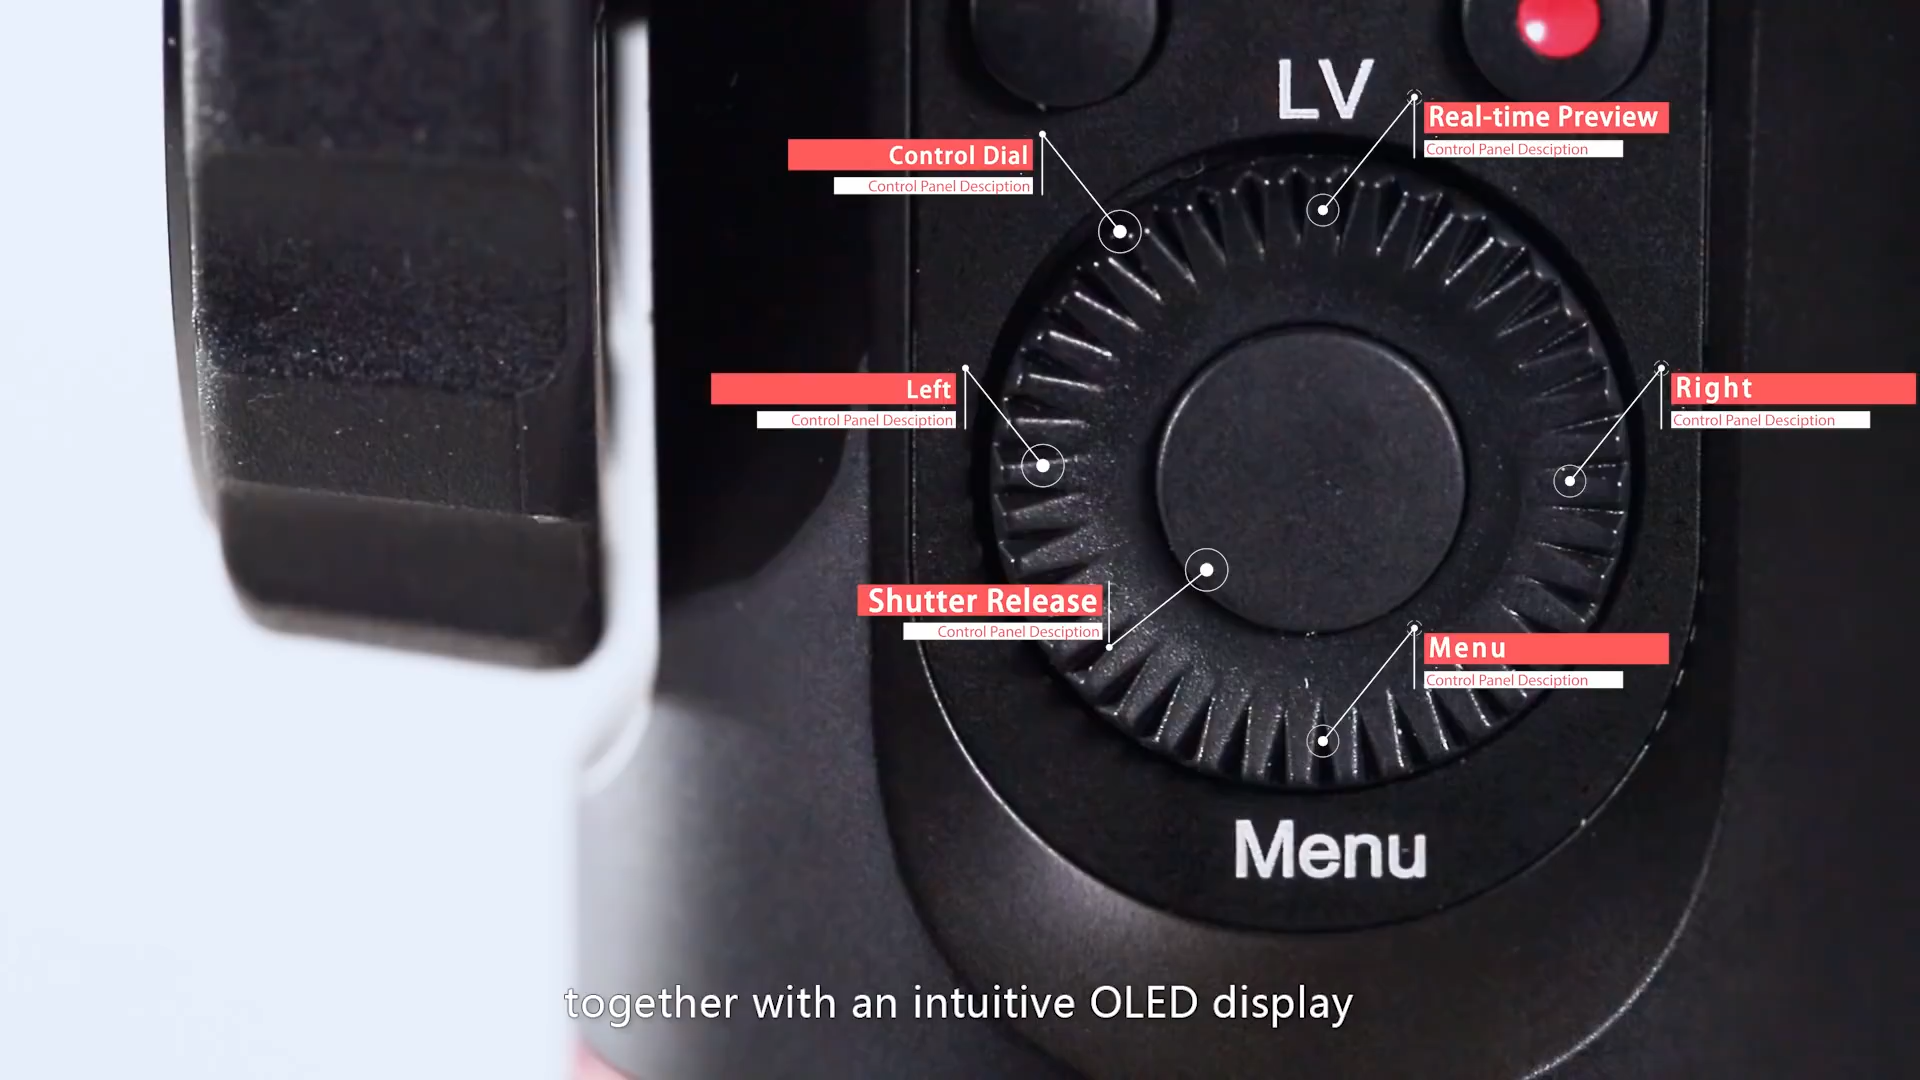 LV
Real-time Preview
Control Panel Desciption
Control Dial
Control Panel Desciption
Left
Control Panel Desciption
Right
Control Panel Desciption
Shutter Release
Control Panel Desciption
Menu
Control Panel Desciption
Menu
together with an intuitive OLED display